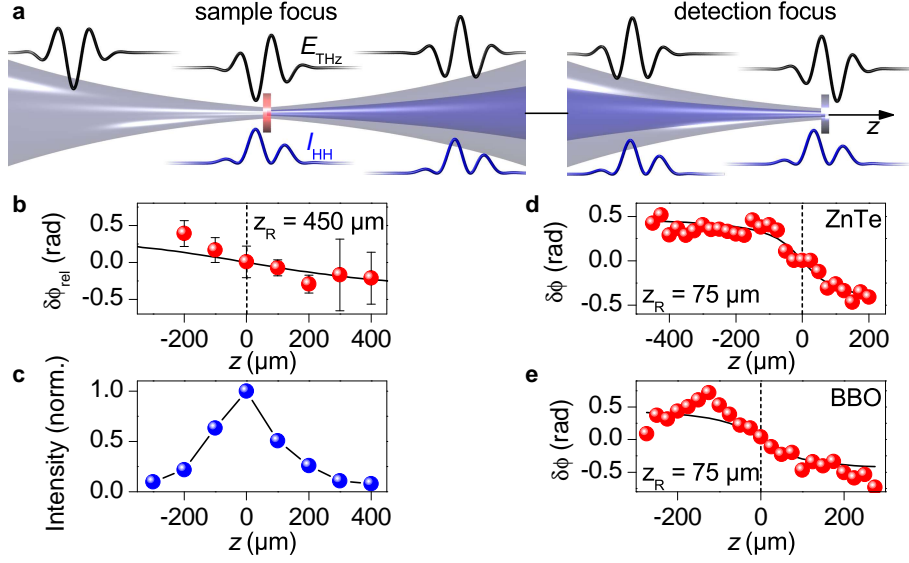 a
sample focus
detection focus
E_THz
I_HH
z
b
z_R = 450 μm
δϕ_rel (rad)
0.5
0.0
-0.5
-200 0 200 400
z (μm)
c
Intensity (norm.)
1.0
0.5
0.0
-200 0 200 400
z (μm)
d
ZnTe
z_R = 75 μm
δϕ (rad)
0.5
0.0
-0.5
-400 -200 0 200
z (μm)
e
BBO
z_R = 75 μm
δϕ (rad)
0.5
0.0
-0.5
-200 0 200
z (μm)